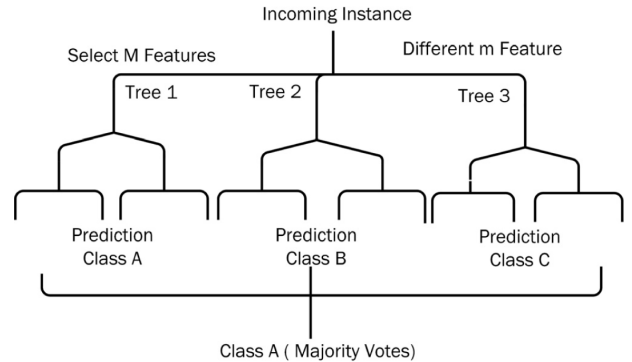 Incoming Instance
Select M Features
Different m Feature
Tree 1
Tree 2
Tree 3
Prediction
Class A
Prediction
Class B
Prediction
Class C
Class A ( Majority Votes)